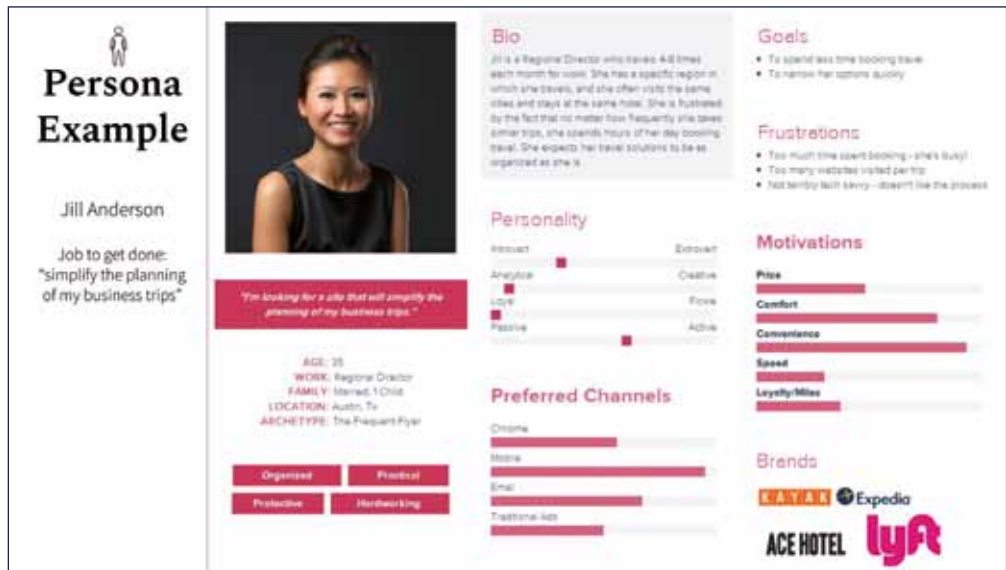 Persona
Example
Jill Anderson
Job to get done:
"simplify the planning
of my business trips"
"I'm looking for a site that will simplify the
planning of my business trips."
AGE: 35
WORK: Regional Director
FAMILY: Married, 1 Child
LOCATION: Austin, Tx
ARCHETYPE: The Frequent Flyer
Organized Practical
Protective Hardworking
Bio
Jill is a Regional Director who travels 4-8 times
each month for work. She has a specific region in
which she travels, and she often visits the same
cities and stays at the same hotel. She is frustrated
by the fact that no matter how frequently she takes
similar trips, she spends hours of her day booking
travel. She expects her travel solutions to be as
organized as she is.
Personality
Introvert Extrovert
Analytical Creative
Loyal Fickle
Passive Active
Preferred Channels
Chrome
Mobile
Email
Traditional Ads
Goals
• To spend less time booking travel
• To narrow her options quickly
Frustrations
• Too much time spent booking - she's busy!
• Too many websites visited per trip
• Not terribly tech savvy - doesn't like the process
Motivations
Price
Comfort
Convenience
Speed
Loyalty/Miles
Brands
KAYAK Expedia
ACE HOTEL lyft